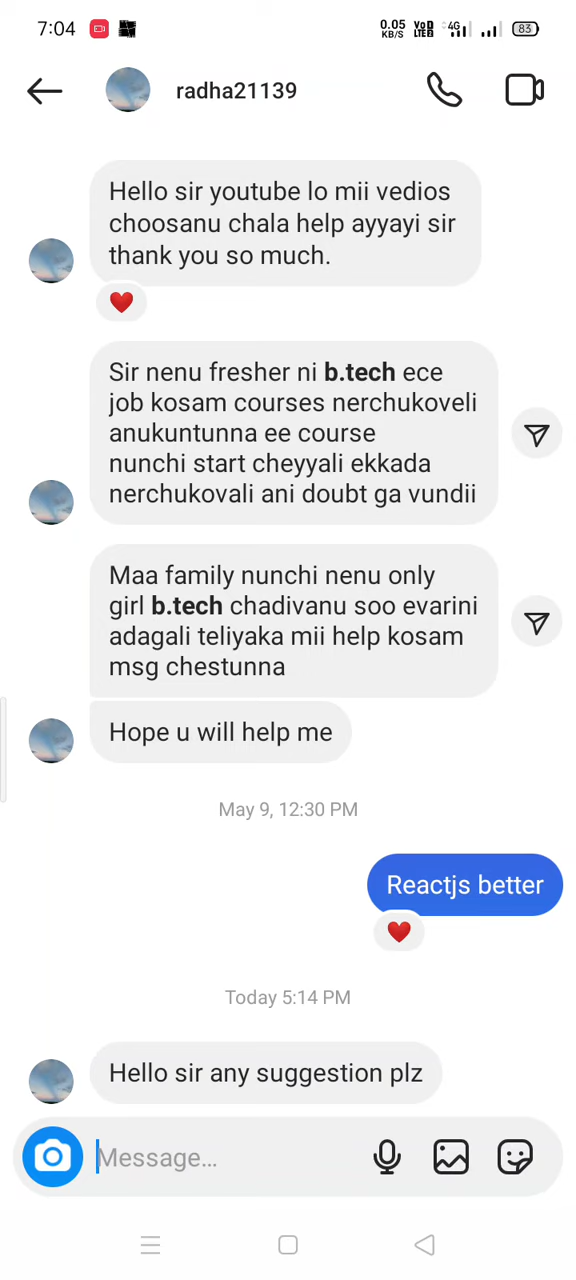 7:04
0.05 KB/S VoD LTE2 4G 83
radha21139
Hello sir youtube lo mii vedios
choosanu chala help ayyayi sir
thank you so much.
Sir nenu fresher ni b.tech ece
job kosam courses nerchukoveli
anukuntunna ee course
nunchi start cheyyali ekkada
nerchukovali ani doubt ga vundii
Maa family nunchi nenu only
girl b.tech chadivanu soo evarini
adagali teliyaka mii help kosam
msg chestunna
Hope u will help me
May 9, 12:30 PM
Reactjs better
Today 5:14 PM
Hello sir any suggestion plz
Message...